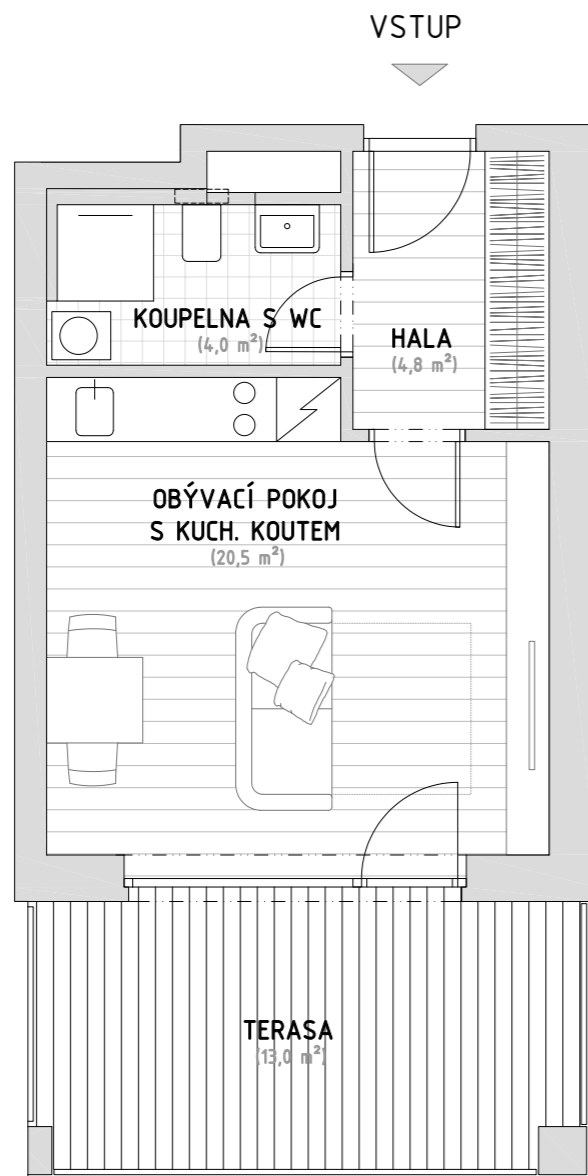 VSTUP
KOUPELNA S WC
(4,0 m²)
HALA
(4,8 m²)
OBÝVACÍ POKOJ
S KUCH. KOUTEM
(20,5 m²)
TERASA
(13,0 m²)